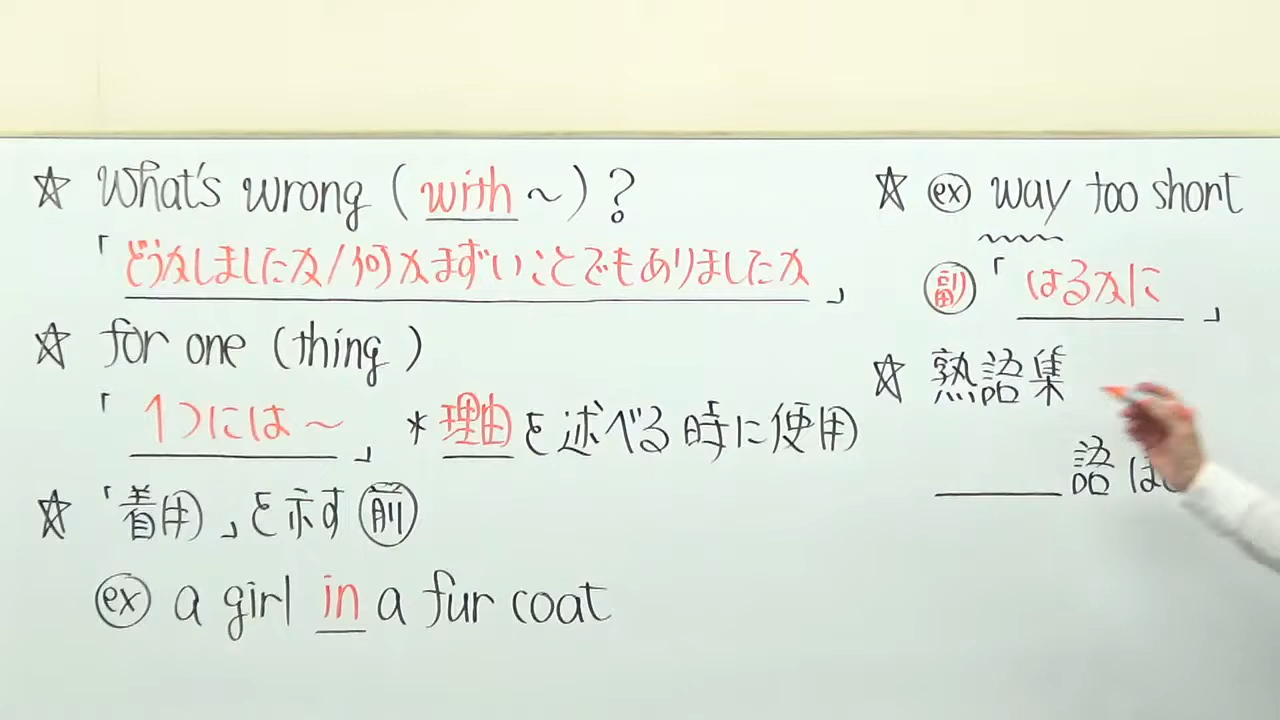 ☆ What's wrong (with ~)?
「どうかしましたか/何かまずいことでもありましたか」
☆ for one (thing)
「1つには～」 *理由を述べる時に使用
☆「着用」を示す前
ex a girl in a fur coat
☆ ex way too short
副「はるかに」
☆ 熟語集
語は